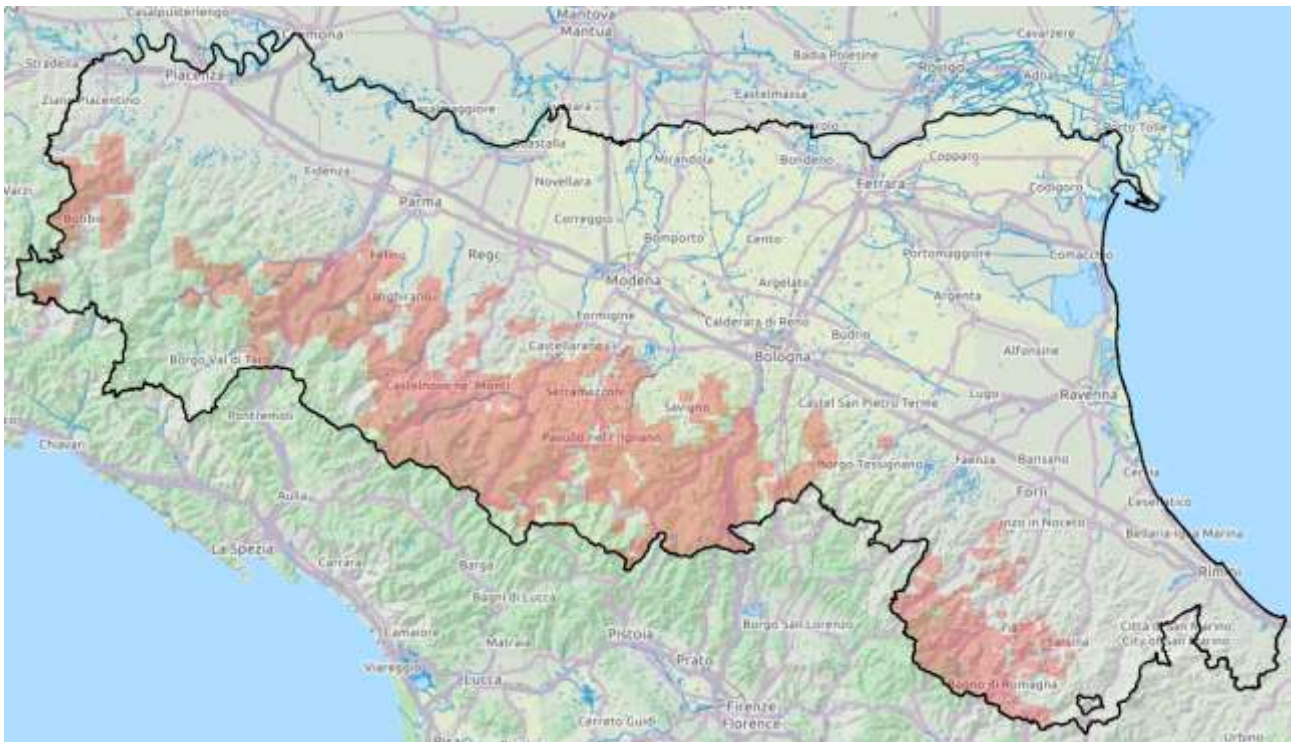 Casalpusterlengo
Mantova
Mantua
Cremona
Cavarzere
Stradella
Piacenza
Badia Polesine
Rovigo
Adria
Ziano Piacentino
Eastelmassa
Porto Tolle
Guastalla
Mirandola
Bondeno
Copparo
Varzi
Fidenza
Novellara
Ferrara
Codigoro
Parma
Correggio
Bobbio
Bomporto
Cento
Felino
Portomaggiore
Comacchio
Modena
Argelato
Langhirano
Argenta
Formigine
Calderara di Reno
Castellarano
Budrio
Borgo Val di Taro
Bologna
Alfonsine
Castelnovo ne' Monti
Serramazzoni
Savigno
Castel San Pietro Terme
Lugo
Ravenna
Pontremoli
Chiavari
Pavullo nel Frignano
Borgo Tossignano
Faenza
Cervia
Aulla
Forlì
Cesenatico
Bellaria-Igea Marina
La Spezia
Carrara
Barga
Rimini
Bagni di Lucca
Camaiore
Borgo San Lorenzo
Pistoia
Città di San Marino
City of San Marino
Sarsina
Viareggio
Prato
Lucca
Bagno di Romagna
Firenze
Florence
Cerreto Guidi
Urbino